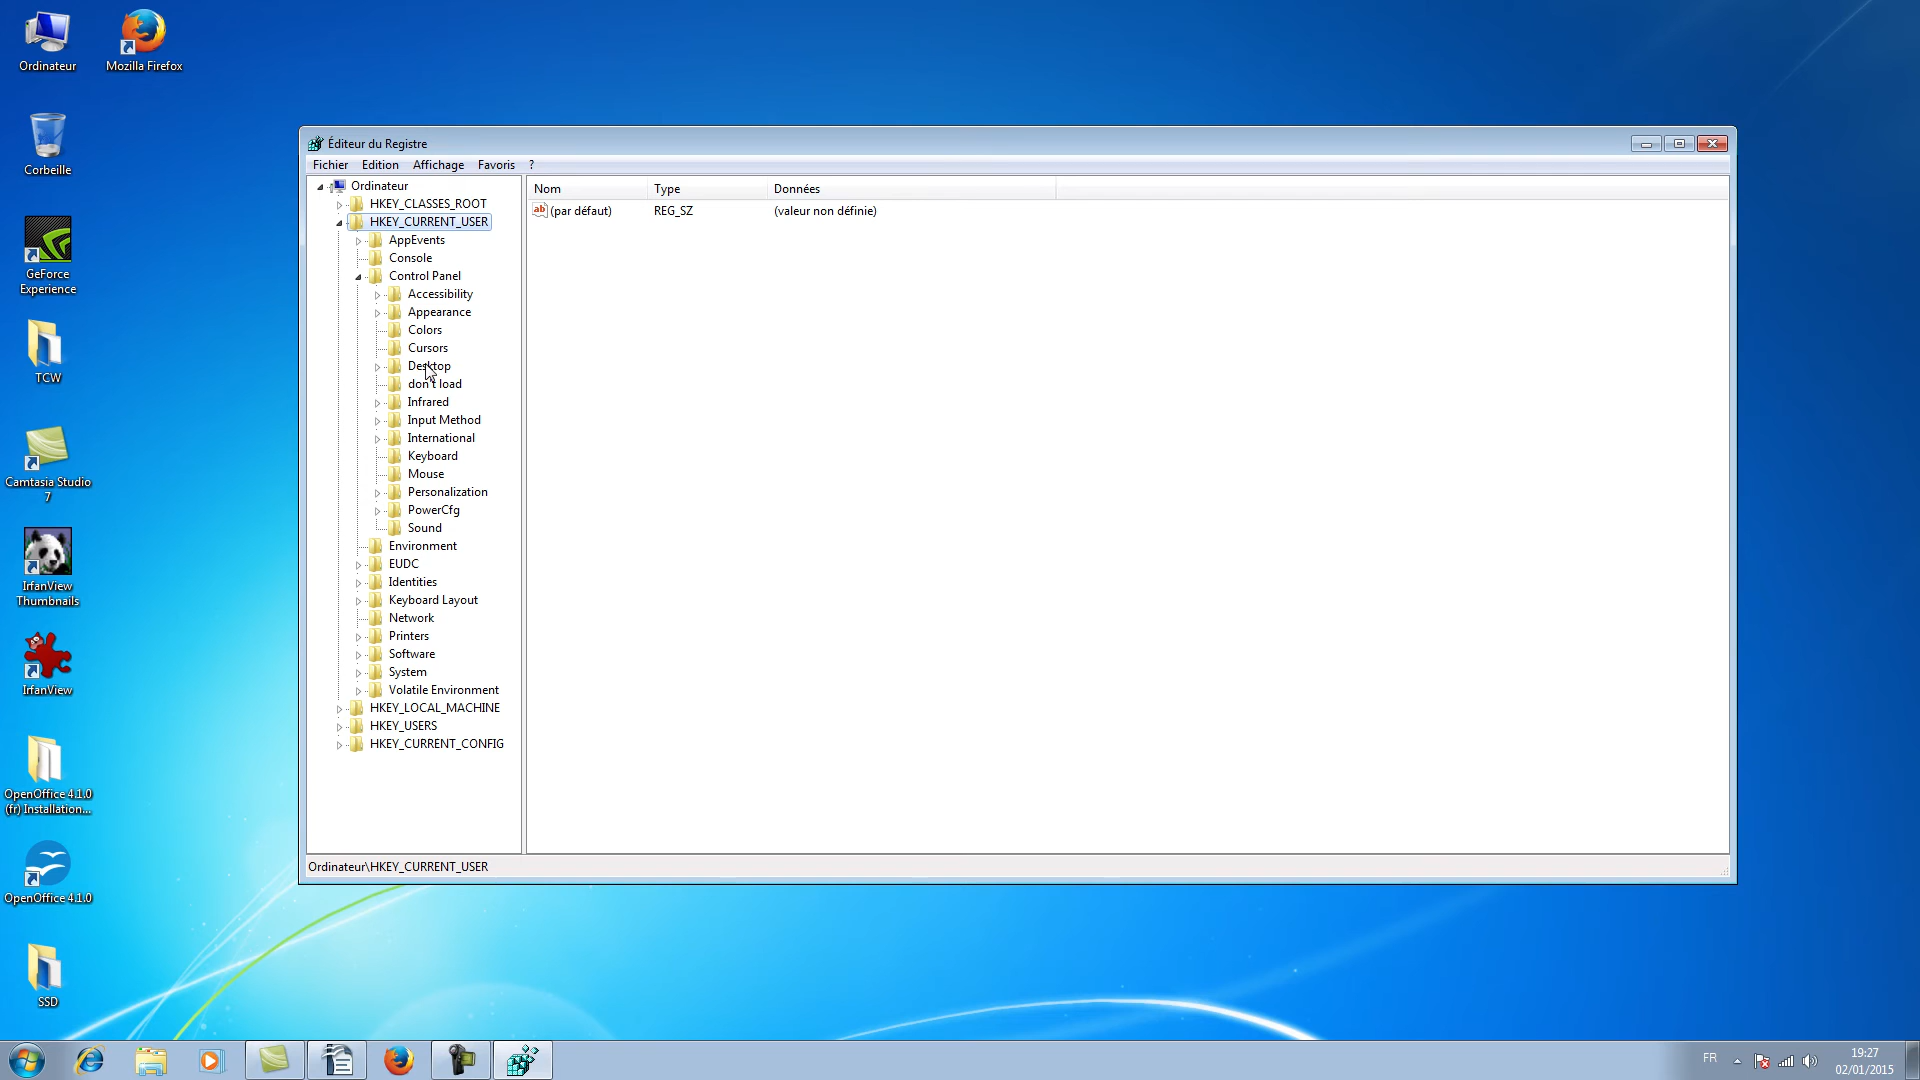 Ordinateur
Mozilla Firefox
Corbeille
GeForce
Experience
TCW
Camtasia Studio
7
IrfanView
Thumbnails
IrfanView
OpenOffice 4.1.0
(fr) Installation...
OpenOffice 4.1.0
SSD
Éditeur du Registre
Fichier Edition Affichage Favoris ?
Ordinateur
HKEY_CLASSES_ROOT
HKEY_CURRENT_USER
AppEvents
Console
Control Panel
Accessibility
Appearance
Colors
Cursors
Desktop
don't load
Infrared
Input Method
International
Keyboard
Mouse
Personalization
PowerCfg
Sound
Environment
EUDC
Identities
Keyboard Layout
Network
Printers
Software
System
Volatile Environment
HKEY_LOCAL_MACHINE
HKEY_USERS
HKEY_CURRENT_CONFIG
Nom Type Données
ab (par défaut) REG_SZ (valeur non définie)
Ordinateur\HKEY_CURRENT_USER
FR
19:27
02/01/2015